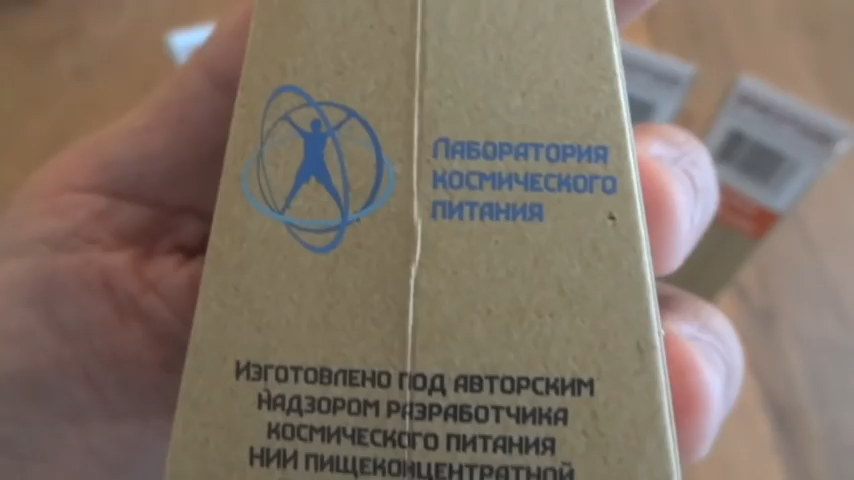 Лаборатория
космического
питания
Изготовлено под авторским
надзором разработчика
космического питания
НИИ пищеконцентратной